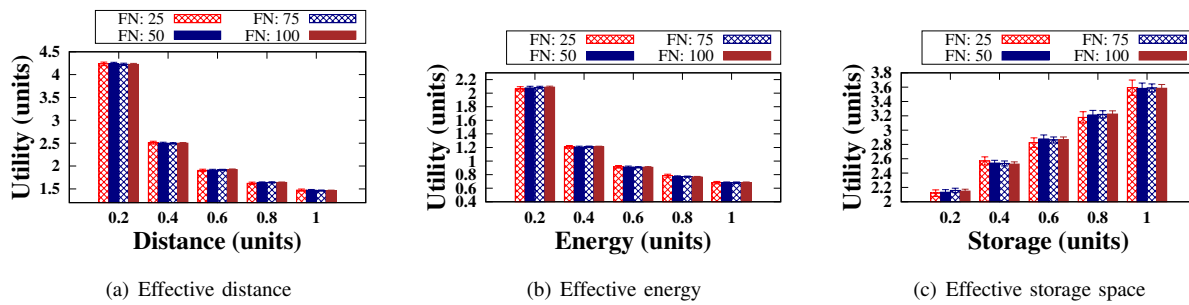 FN: 25
FN: 75
FN: 50
FN: 100
Utility (units)
4.5
4
3.5
3
2.5
2
1.5
0.2 0.4 0.6 0.8 1
Distance (units)
(a) Effective distance
FN: 25
FN: 75
FN: 50
FN: 100
Utility (units)
2.2
2
1.8
1.6
1.4
1.2
1
0.8
0.6
0.4
0.2 0.4 0.6 0.8 1
Energy (units)
(b) Effective energy
FN: 25
FN: 75
FN: 50
FN: 100
Utility (units)
3.8
3.6
3.4
3.2
3
2.8
2.6
2.4
2.2
2
0.2 0.4 0.6 0.8 1
Storage (units)
(c) Effective storage space